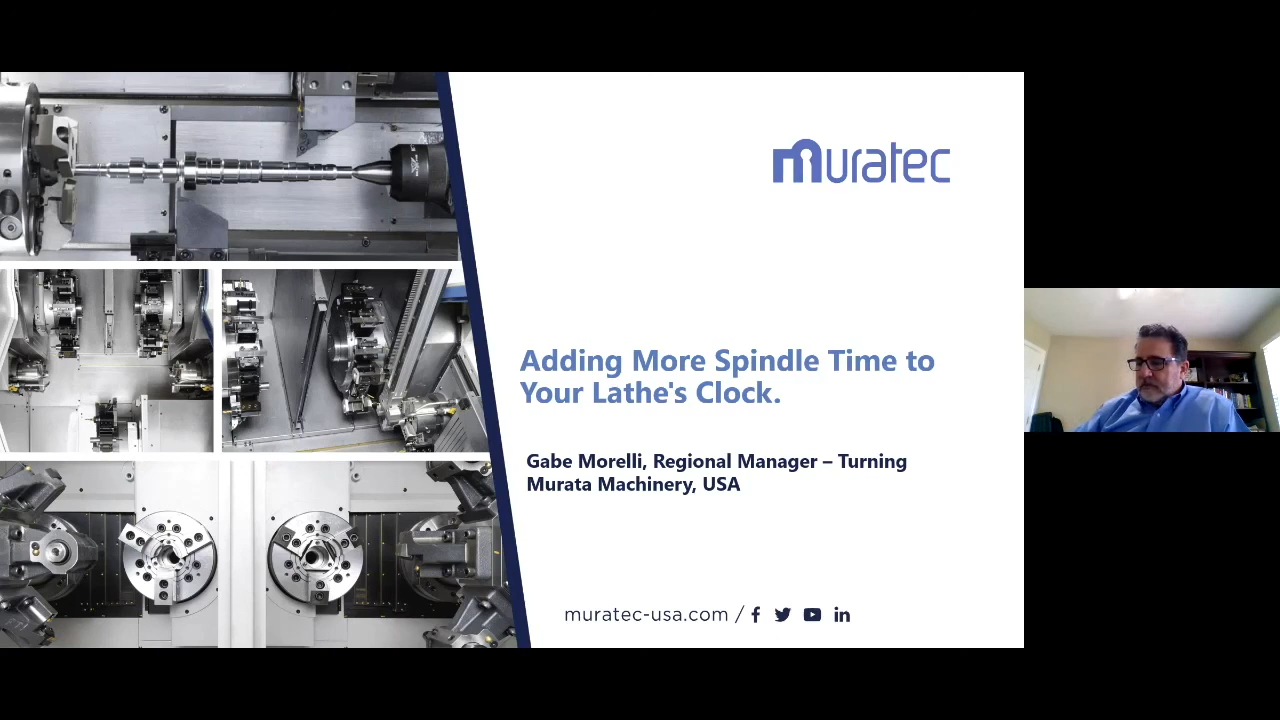 muratec
Adding More Spindle Time to
Your Lathe's Clock.
Gabe Morelli, Regional Manager – Turning
Murata Machinery, USA
muratec-usa.com /